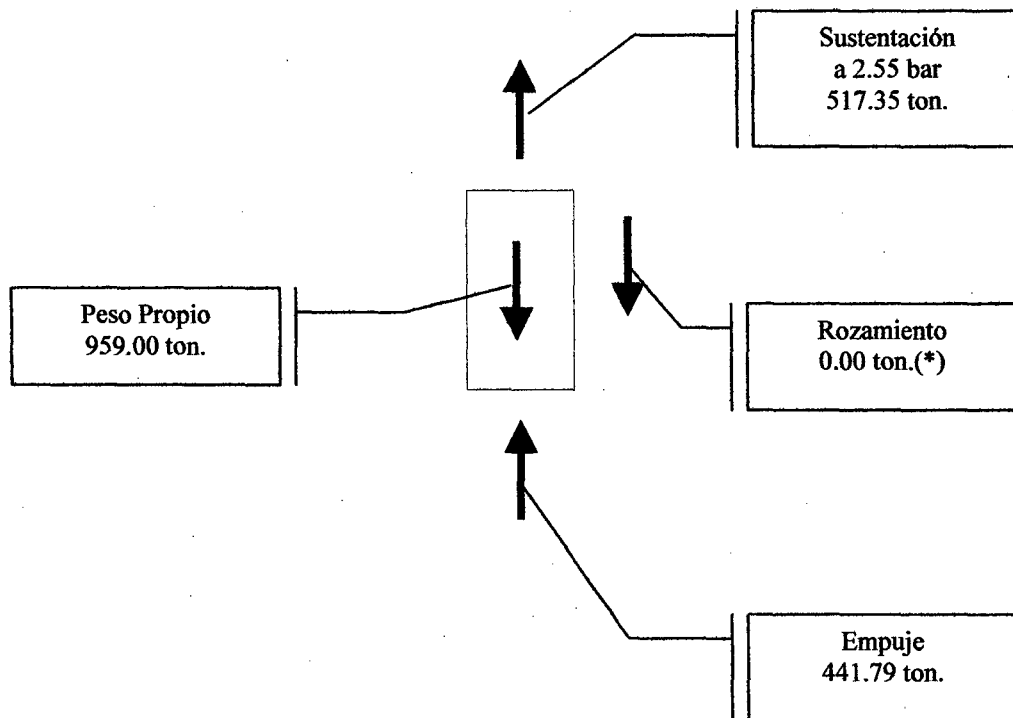 Sustentación
a 2.55 bar
517.35 ton.
Peso Propio
959.00 ton.
Rozamiento
0.00 ton.(*)
Empuje
441.79 ton.